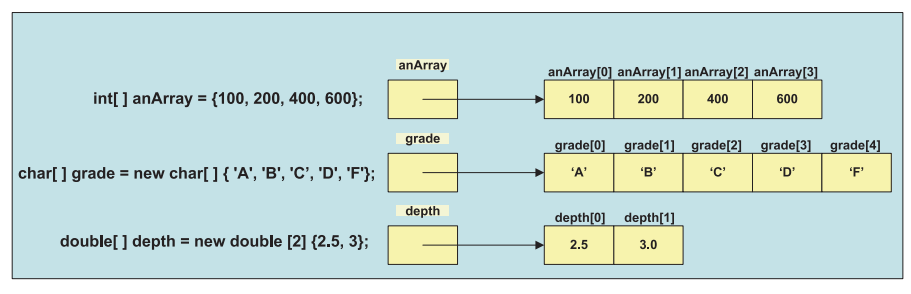 anArray
anArray[0] anArray[1] anArray[2] anArray[3]
int[ ] anArray = {100, 200, 400, 600};
100 200 400 600
grade
grade[0] grade[1] grade[2] grade[3] grade[4]
char[ ] grade = new char[ ] { 'A', 'B', 'C’, 'D', 'F'};
‘A’ ‘B’ ‘C’ ‘D’ ‘F’
depth
depth[0] depth[1]
double[ ] depth = new double [2] {2.5, 3};
2.5 3.0